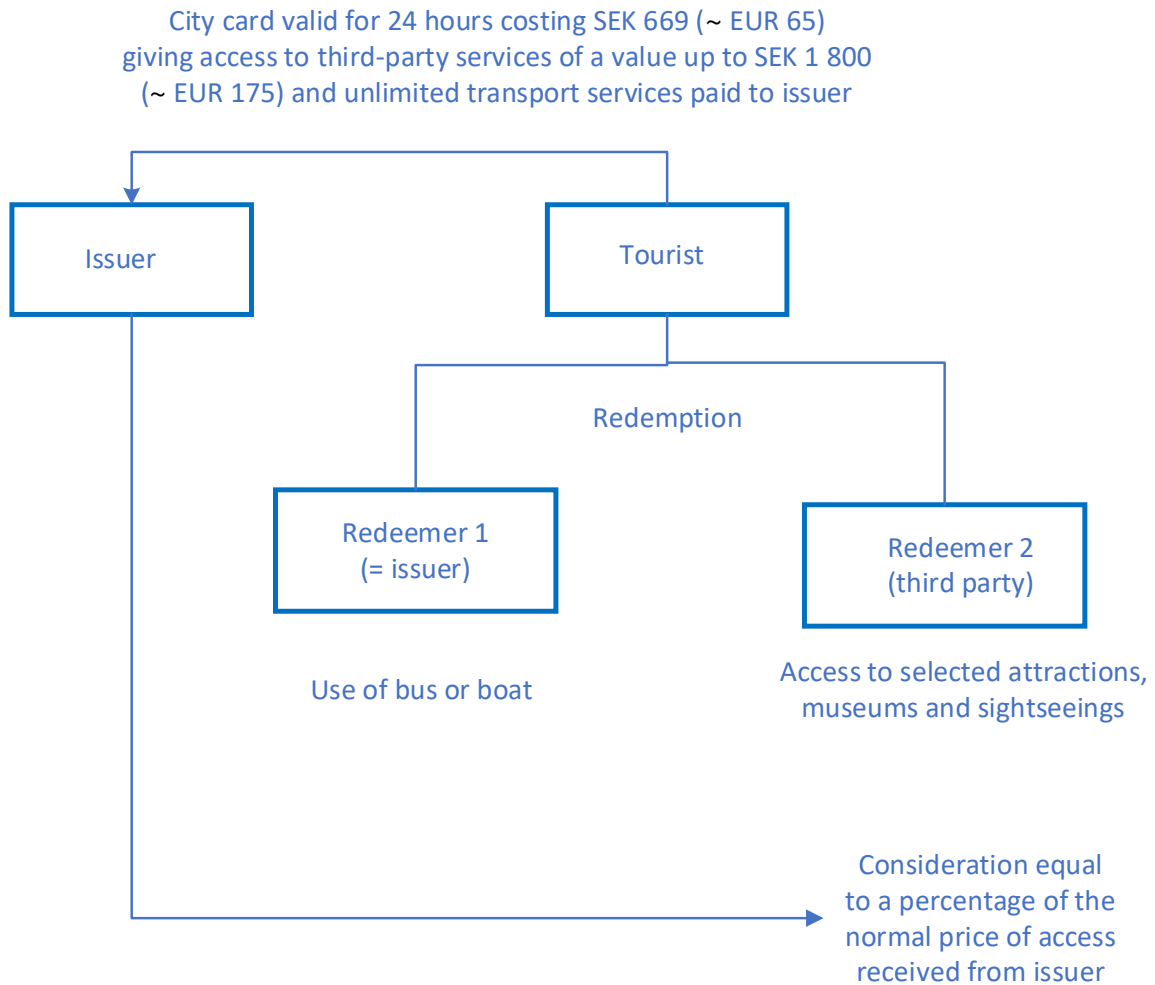 City card valid for 24 hours costing SEK 669 (~ EUR 65)
giving access to third-party services of a value up to SEK 1 800
(~ EUR 175) and unlimited transport services paid to issuer
Issuer
Tourist
Redemption
Redeemer 1
(= issuer)
Redeemer 2
(third party)
Use of bus or boat
Access to selected attractions,
museums and sightseeings
Consideration equal
to a percentage of the
normal price of access
received from issuer